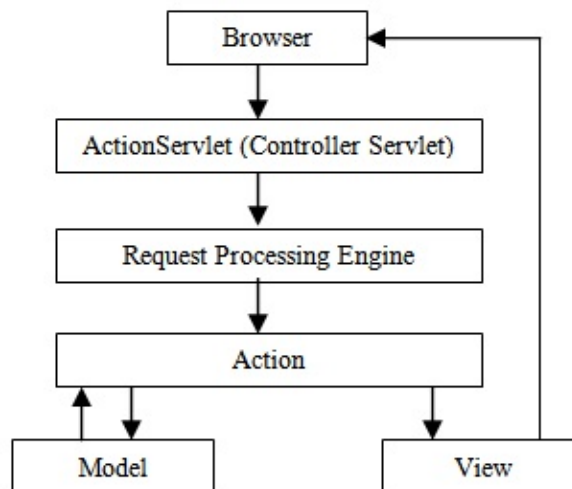 Browser
ActionServlet (Controller Servlet)
Request Processing Engine
Action
Model
View